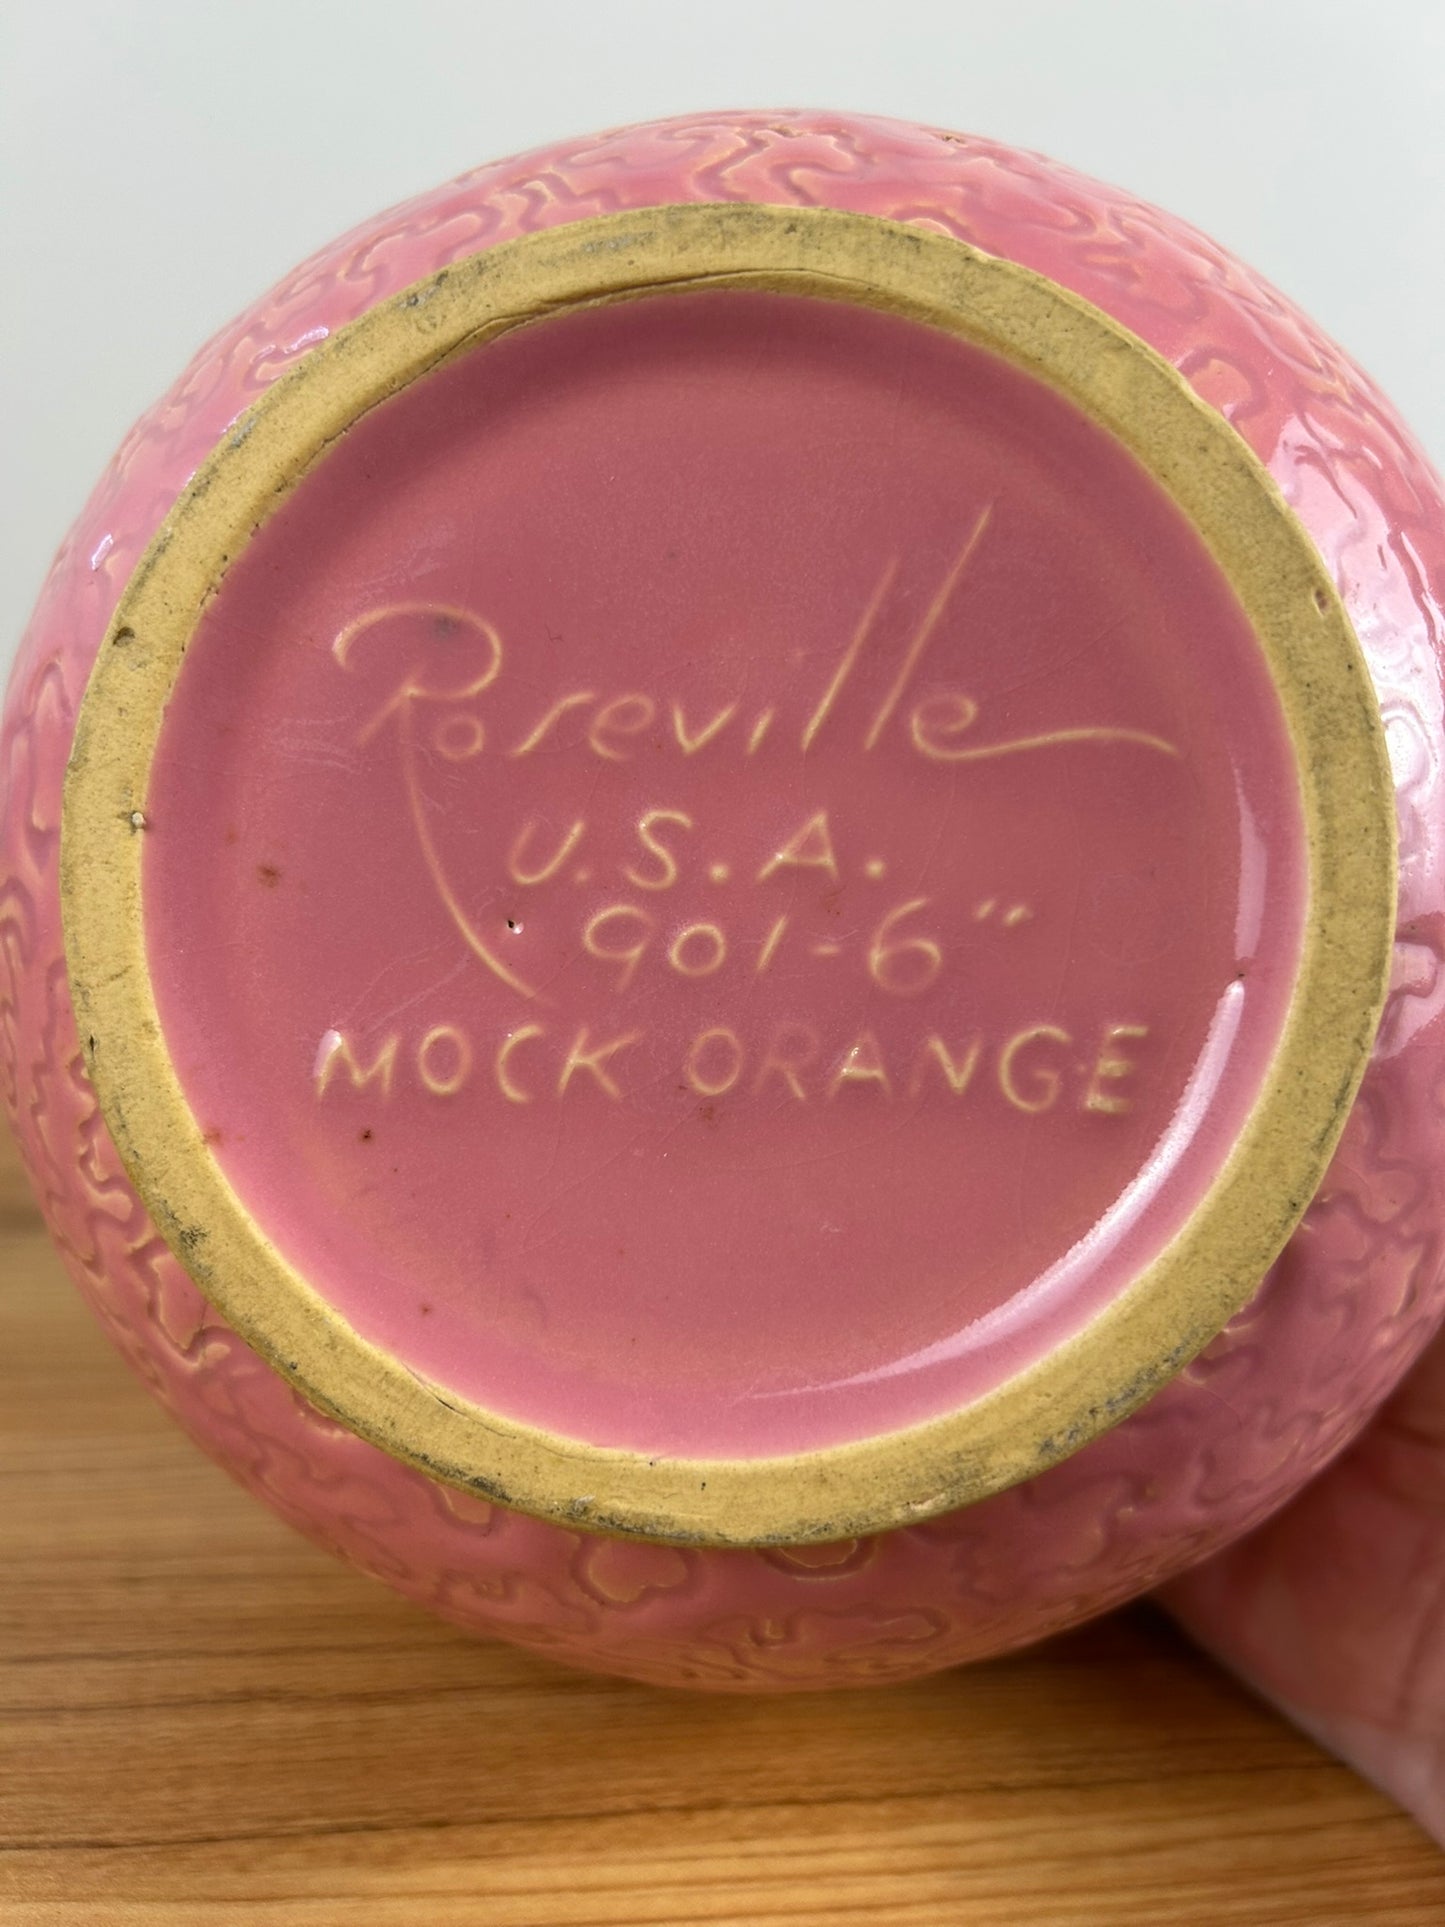 Roseville
U.S.A.
901-6"
MOCK ORANGE